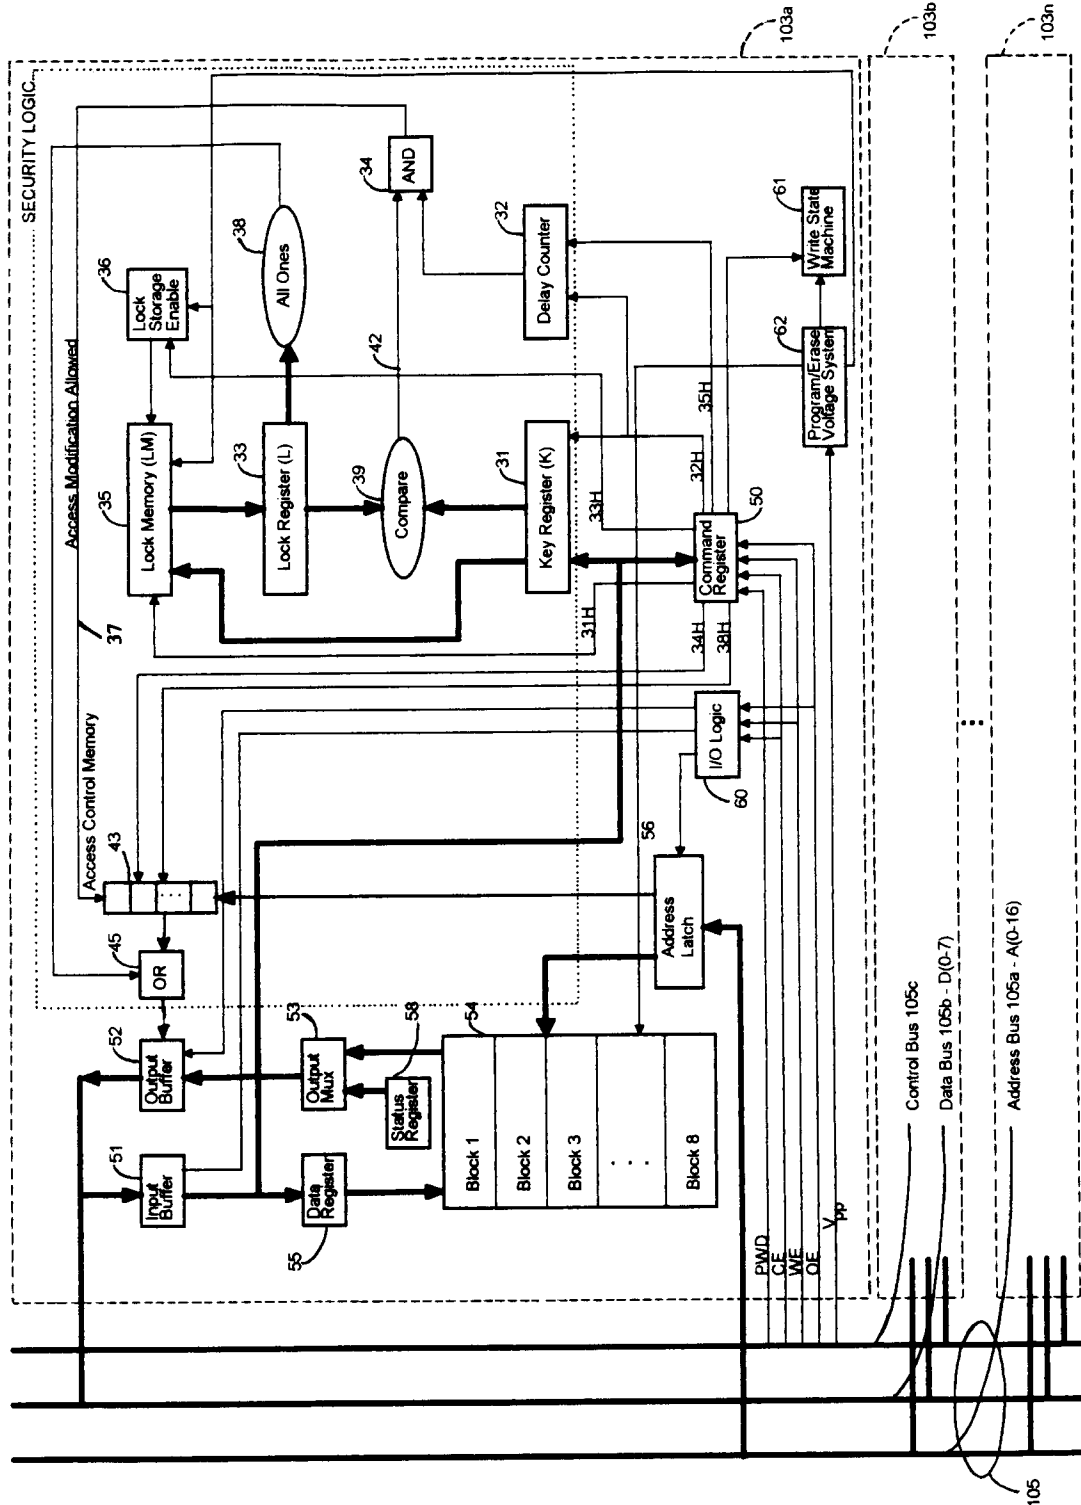 SECURITY LOGIC
Access Modification Allowed
37
Access Control Memory
43
45
OR
52
Output
Buffer
51
Input
Buffer
35
Lock Memory (LM)
36
Lock
Storage
Enable
33
Lock Register (L)
38
All Ones
39
Compare
42
34
AND
31
Key Register (K)
32
Delay Counter
53
Output
Mux
58
Status
Register
55
Data
Register
54
Block 1
Block 2
Block 3
. . .
Block 8
Address
Latch
56
I/O Logic
60
31H
33H
34H
38H
32H
35H
Command
Register
50
Program/Erase
Voltage System
62
Write State
Machine
61
PWD
CE
WE
OE
Vpp
103a
103b
103n
...
Control Bus 105c
Data Bus 105b - D(0-7)
Address Bus 105a - A(0-16)
105